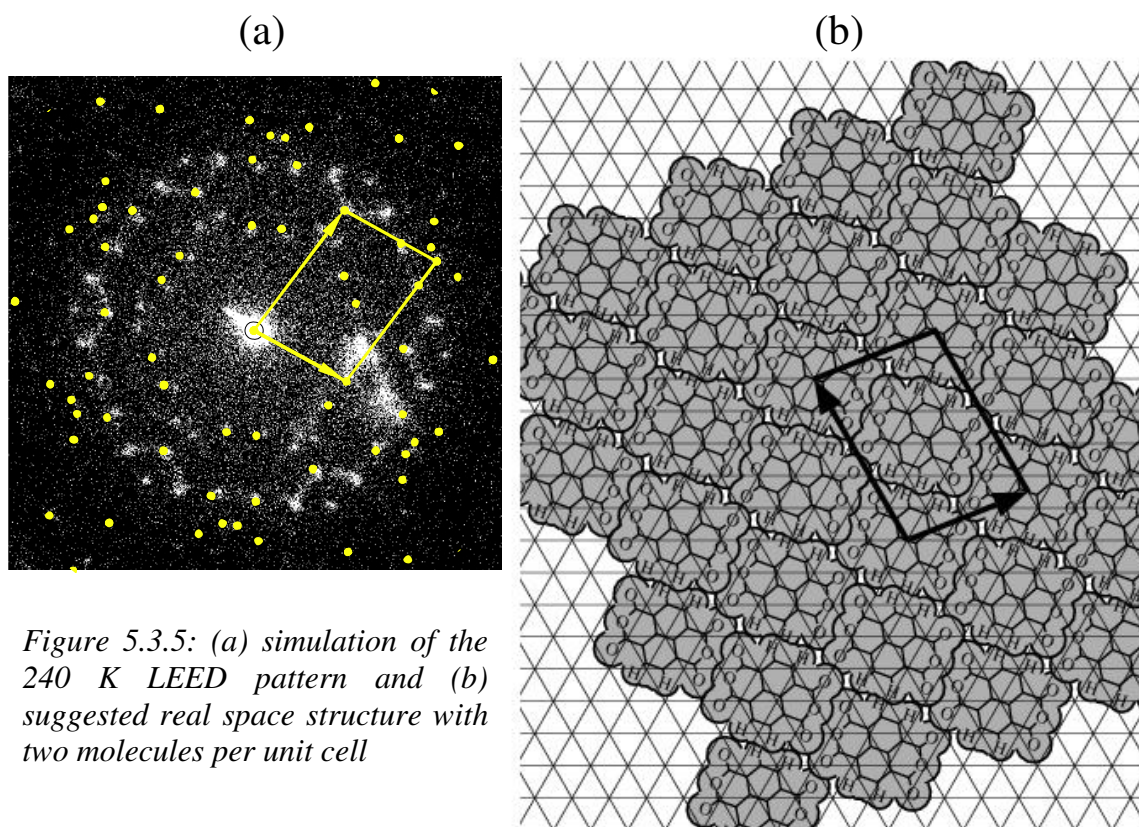 (a)
(b)
Figure 5.3.5: (a) simulation of the
240 K LEED pattern and (b)
suggested real space structure with
two molecules per unit cell